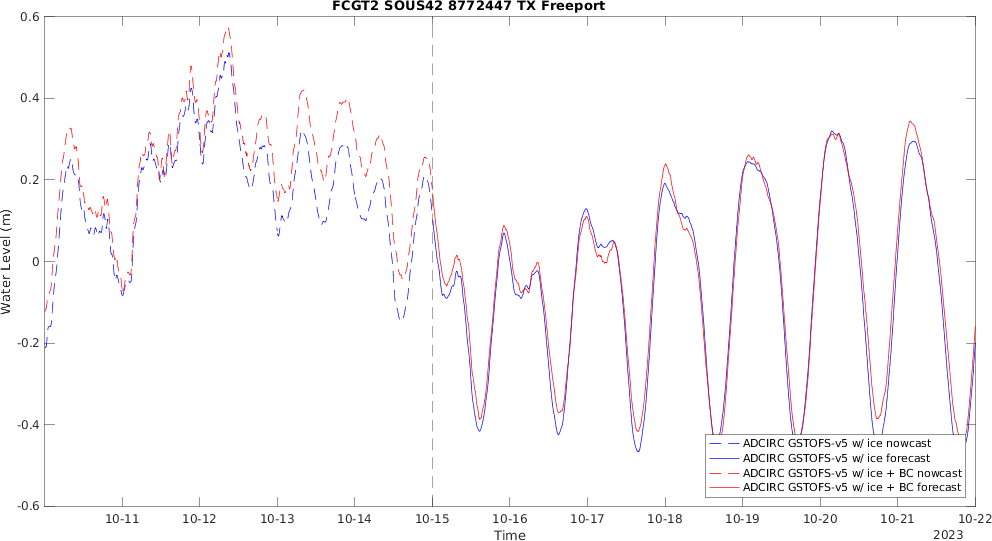 FCGT2 SOUS42 8772447 TX Freeport
Water Level (m)
0.6
0.4
0.2
0
-0.2
-0.4
-0.6
ADCIRC GSTOFS-v5 w/ ice nowcast
ADCIRC GSTOFS-v5 w/ ice forecast
ADCIRC GSTOFS-v5 w/ ice + BC nowcast
ADCIRC GSTOFS-v5 w/ ice + BC forecast
10-11 10-12 10-13 10-14 10-15 10-16 10-17 10-18 10-19 10-20 10-21 10-22
Time
2023